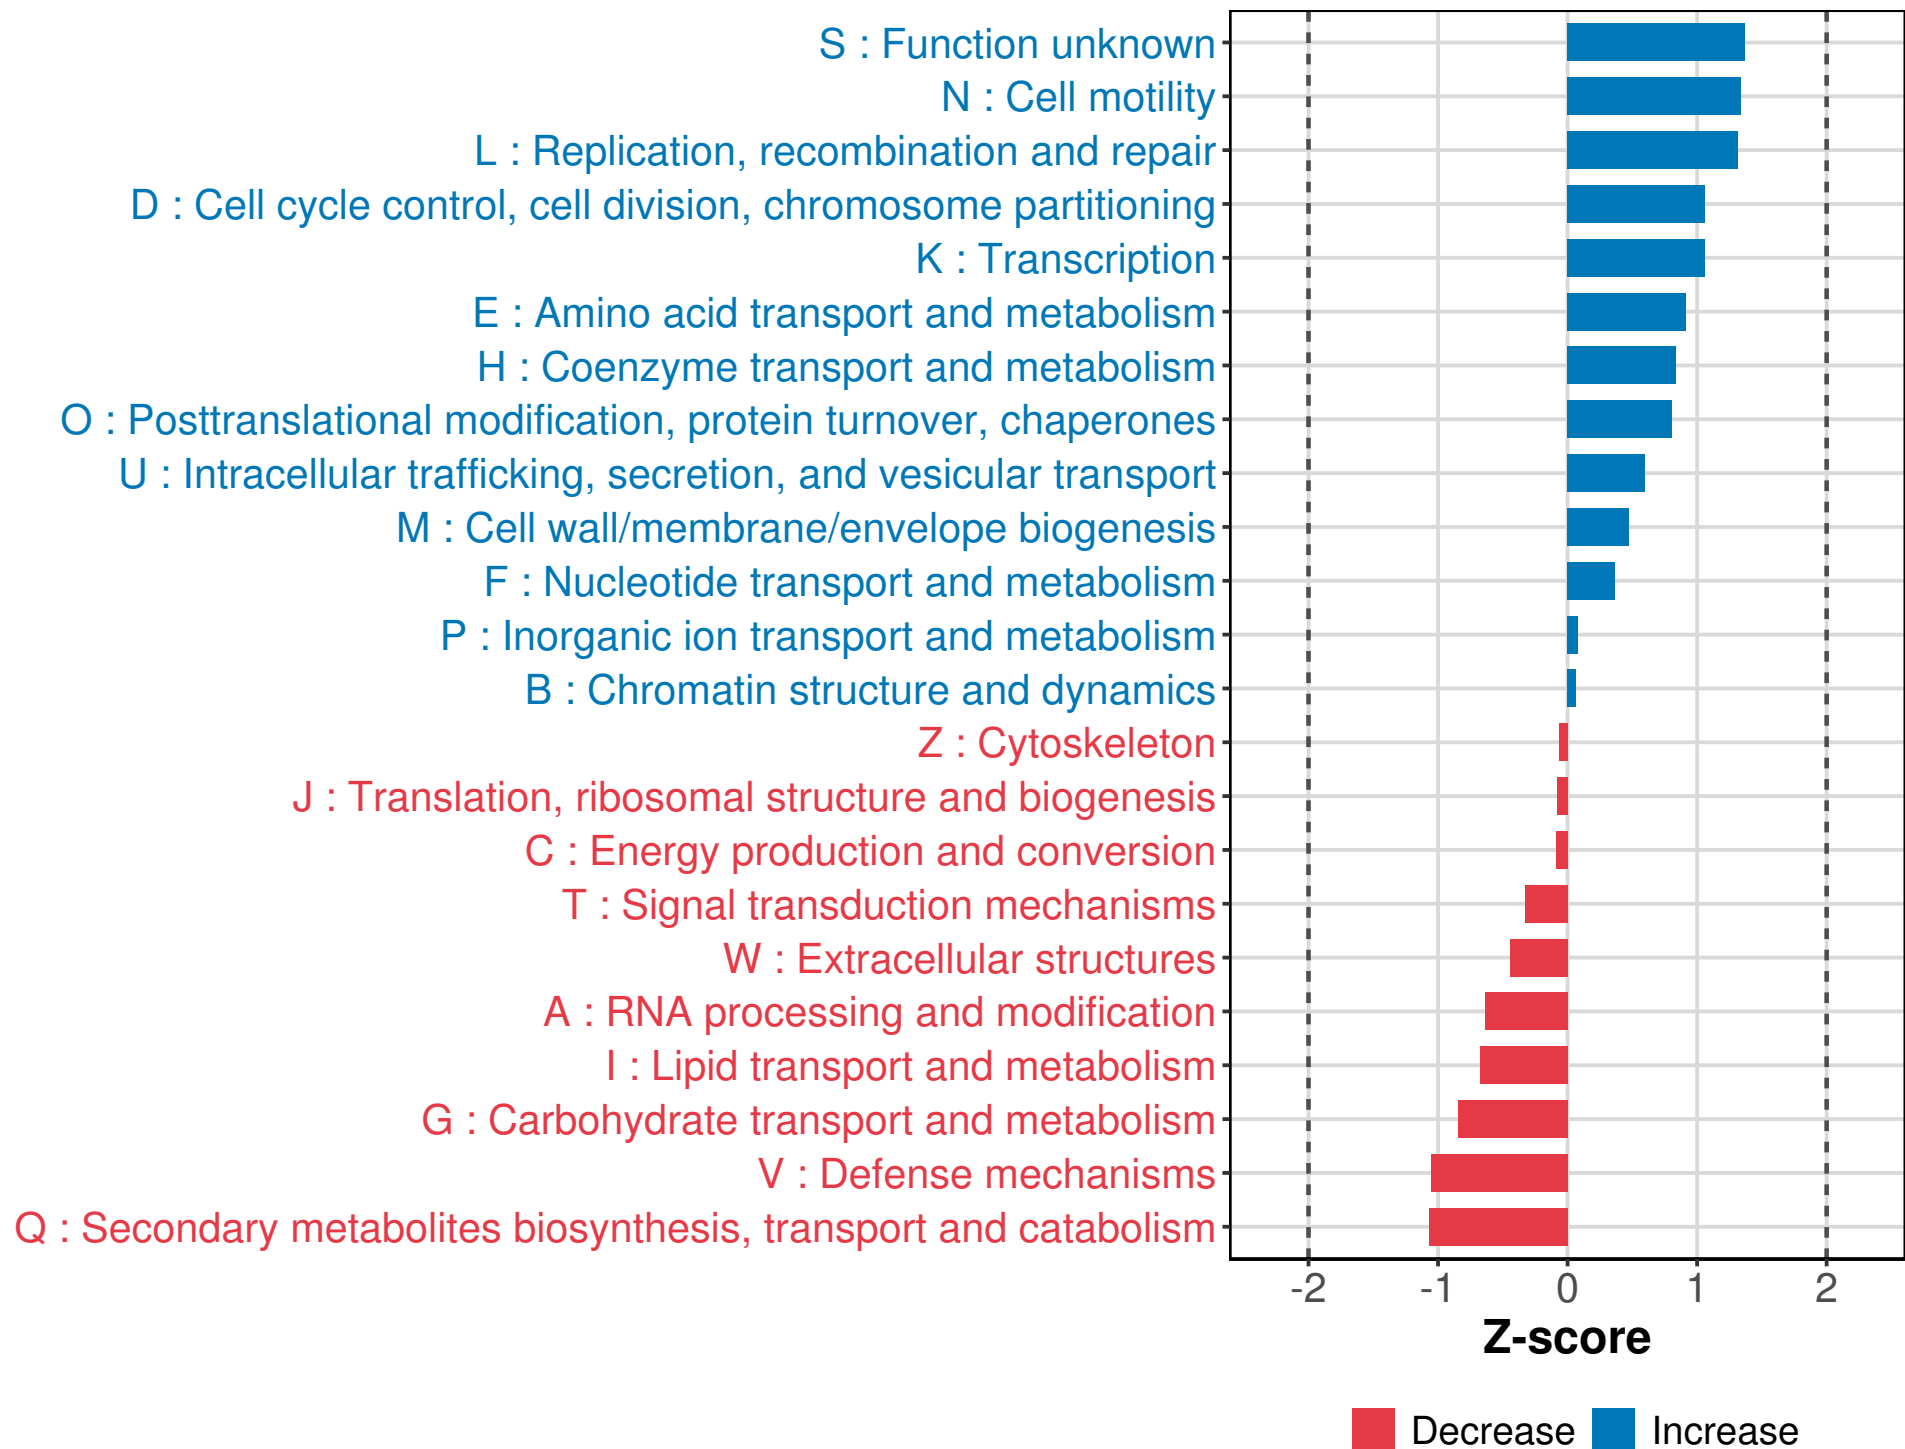 S : Function unknown
N : Cell motility
L : Replication, recombination and repair
D : Cell cycle control, cell division, chromosome partitioning
K : Transcription
E : Amino acid transport and metabolism
H : Coenzyme transport and metabolism
O : Posttranslational modification, protein turnover, chaperones
U : Intracellular trafficking, secretion, and vesicular transport
M : Cell wall/membrane/envelope biogenesis
F : Nucleotide transport and metabolism
P : Inorganic ion transport and metabolism
B : Chromatin structure and dynamics
Z : Cytoskeleton
J : Translation, ribosomal structure and biogenesis
C : Energy production and conversion
T : Signal transduction mechanisms
W : Extracellular structures
A : RNA processing and modification
I : Lipid transport and metabolism
G : Carbohydrate transport and metabolism
V : Defense mechanisms
Q : Secondary metabolites biosynthesis, transport and catabolism
-2 -1 0 1 2
Z-score
Decrease Increase